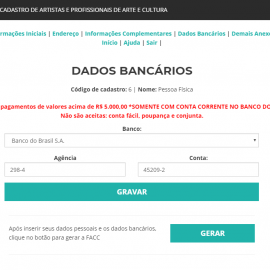 CADASTRO DE ARTISTAS E PROFISSIONAIS DE ARTE E CULTURA
rmações Iniciais | Endereço | Informações Complementares | Dados Bancários | Demais Anexo
Início | Ajuda | Sair |
DADOS BANCÁRIOS
Código de cadastro: 6 | Nome: Pessoa Física
pagamentos de valores acima de R$ 5,000.00 *SOMENTE COM CONTA CORRENTE NO BANCO DO
Não são aceitas: conta fácil, poupança e conjunta.
Banco:
Banco do Brasil S.A.
Agência Conta:
298-4 45209-2
GRAVAR
Após inserir seus dados pessoais e os dados bancários,
clique no botão para gerar a FACC
GERAR